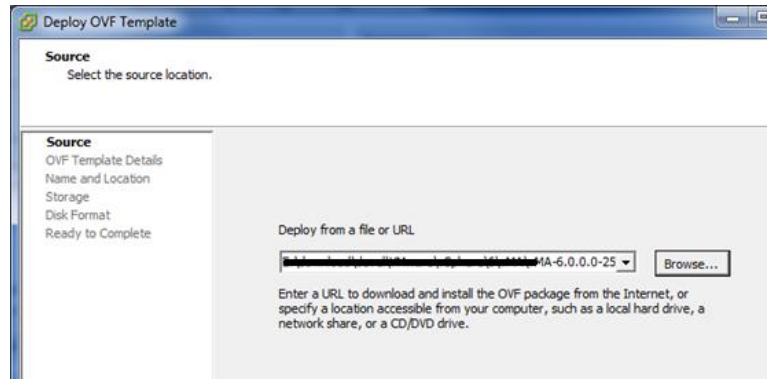 Deploy OVF Template
Source
Select the source location.
Source
OVF Template Details
Name and Location
Storage
Disk Format
Ready to Complete
Deploy from a file or URL
MA-6.0.0.0-25
Browse...
Enter a URL to download and install the OVF package from the Internet, or
specify a location accessible from your computer, such as a local hard drive, a
network share, or a CD/DVD drive.